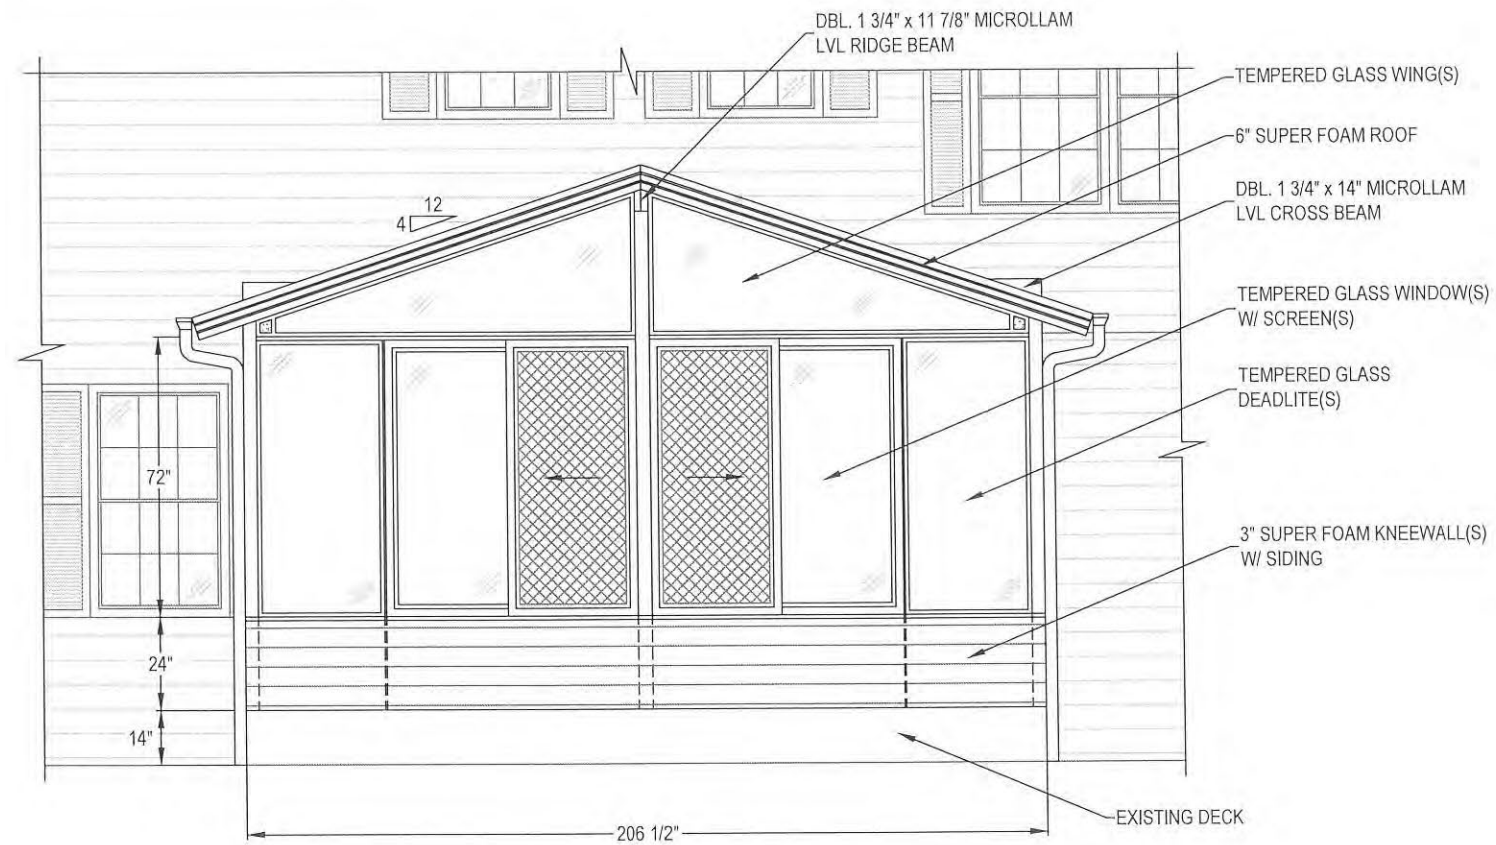 DBL. 1 3/4" x 11 7/8" MICROLLAM
LVL RIDGE BEAM
TEMPERED GLASS WING(S)
6" SUPER FOAM ROOF
DBL. 1 3/4" x 14" MICROLLAM
LVL CROSS BEAM
12
4
TEMPERED GLASS WINDOW(S)
W/ SCREEN(S)
TEMPERED GLASS
DEADLITE(S)
72"
3" SUPER FOAM KNEEWALL(S)
W/ SIDING
24"
14"
EXISTING DECK
206 1/2"